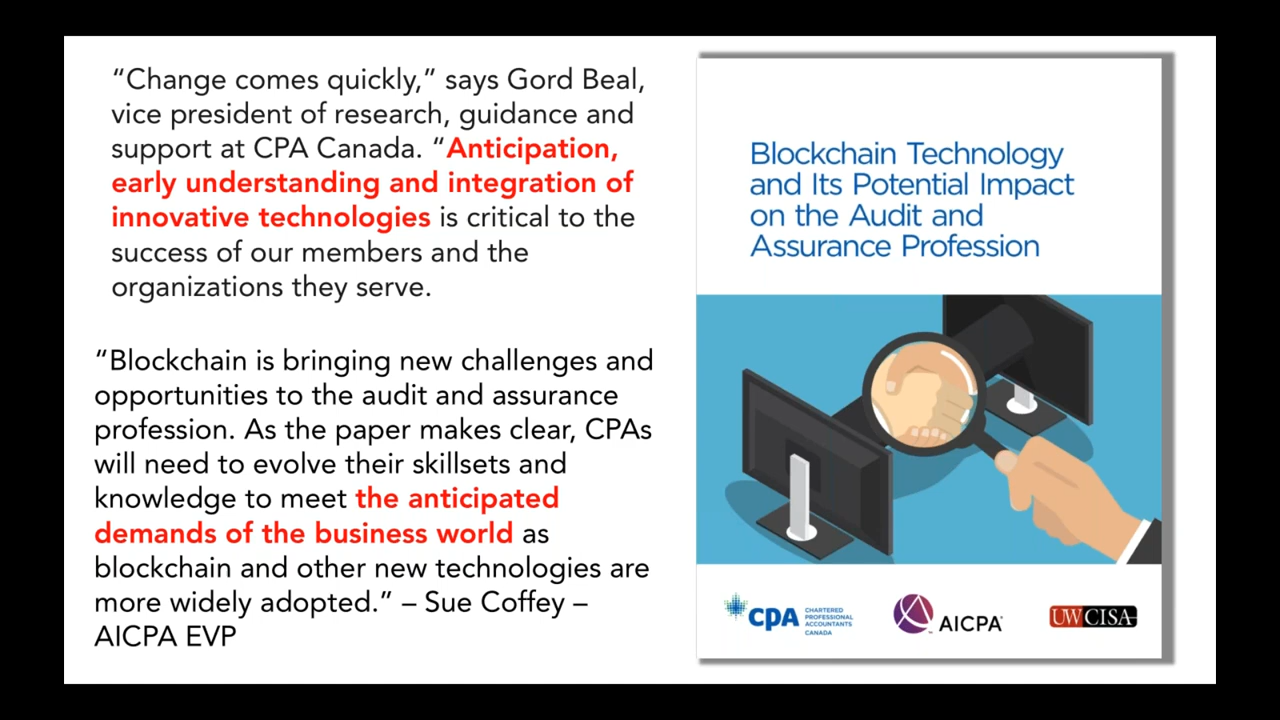 “Change comes quickly,” says Gord Beal,
vice president of research, guidance and
support at CPA Canada. “Anticipation,
early understanding and integration of
innovative technologies is critical to the
success of our members and the
organizations they serve.
“Blockchain is bringing new challenges and
opportunities to the audit and assurance
profession. As the paper makes clear, CPAs
will need to evolve their skillsets and
knowledge to meet the anticipated
demands of the business world as
blockchain and other new technologies are
more widely adopted.” – Sue Coffey –
AICPA EVP
Blockchain Technology
and Its Potential Impact
on the Audit and
Assurance Profession
CPA
CHARTERED
PROFESSIONAL
ACCOUNTANTS
CANADA
AICPA
UWCISA